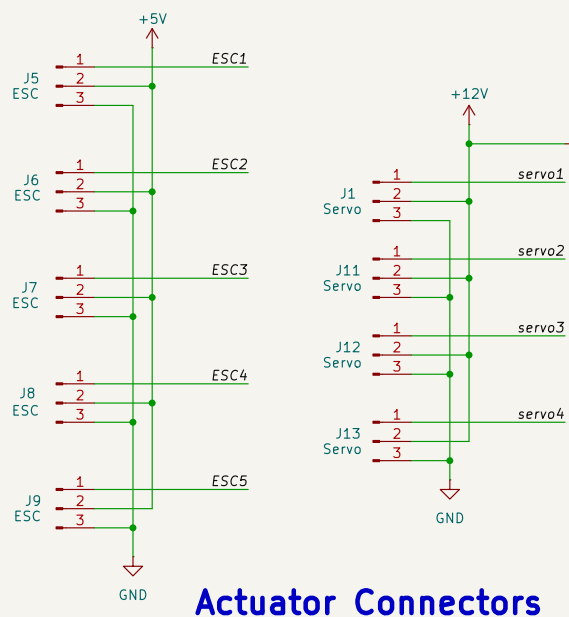 +5V
J5
ESC
1
2
3
ESC1
J6
ESC
1
2
3
ESC2
J7
ESC
1
2
3
ESC3
J8
ESC
1
2
3
ESC4
J9
ESC
1
2
3
ESC5
GND
+12V
J1
Servo
1
2
3
servo1
J11
Servo
1
2
3
servo2
J12
Servo
1
2
3
servo3
J13
Servo
1
2
3
servo4
GND
Actuator Connectors